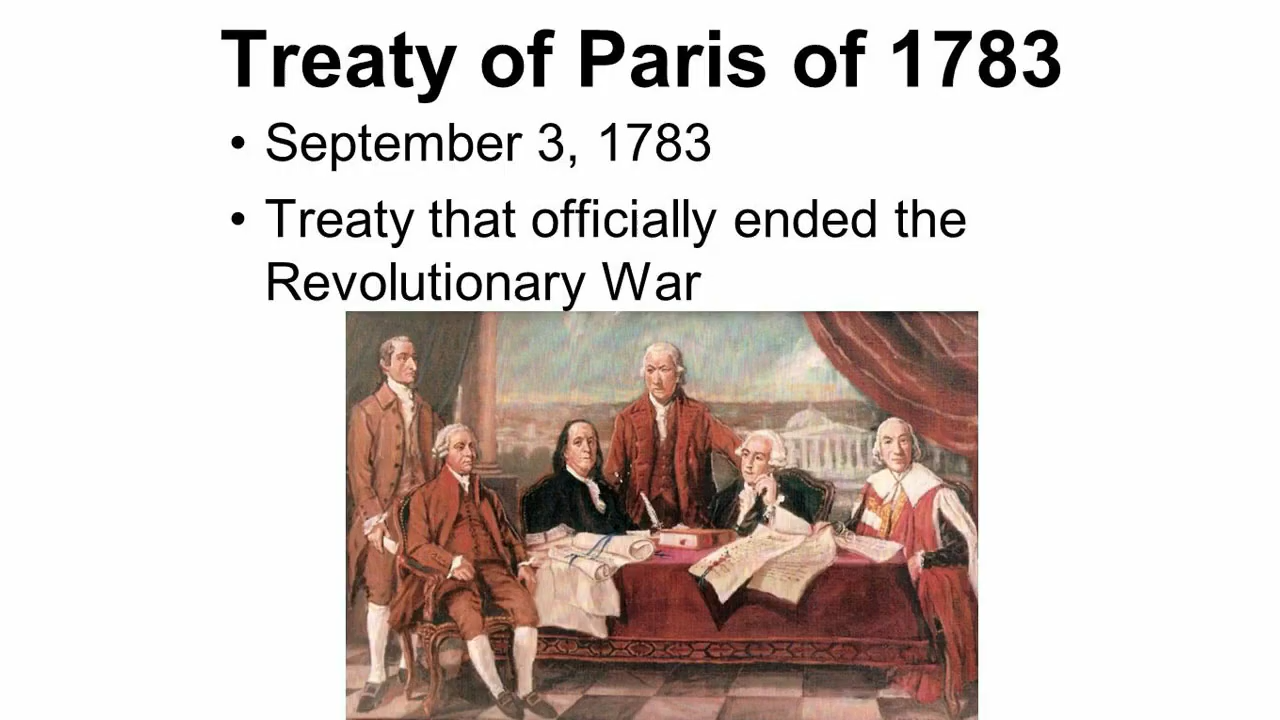 Treaty of Paris of 1783
• September 3, 1783
• Treaty that officially ended the
Revolutionary War